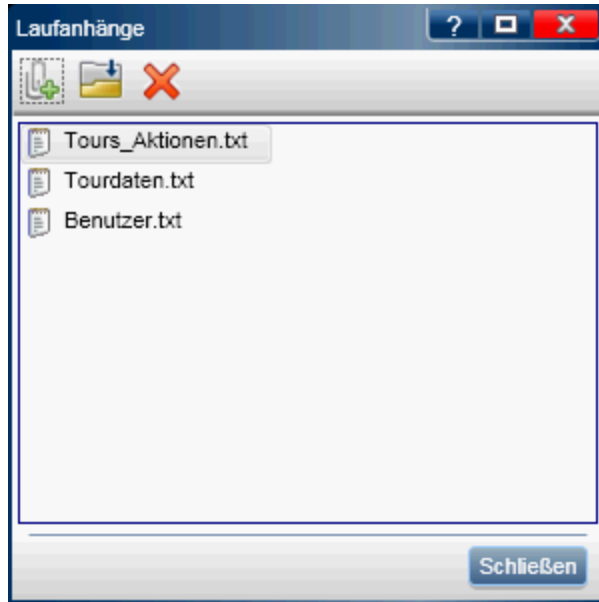 Laufanhänge
?
X
Tours_Aktionen.txt
Tourdaten.txt
Benutzer.txt
Schließen